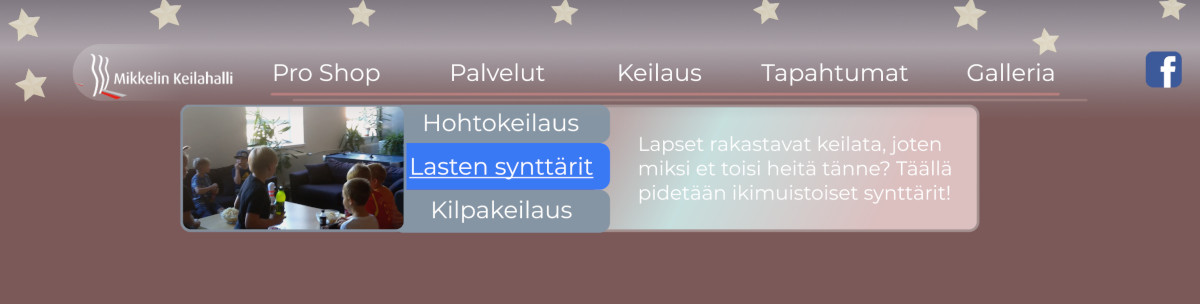 Mikkelin Keilahalli
Pro Shop
Palvelut
Keilaus
Tapahtumat
Galleria
f
Hohtokeilaus
Lasten synttärit
Kilpakeilaus
Lapset rakastavat keilata, joten
miksi et toisi heitä tänne? Täällä
pidetään ikimuistoiset synttärit!